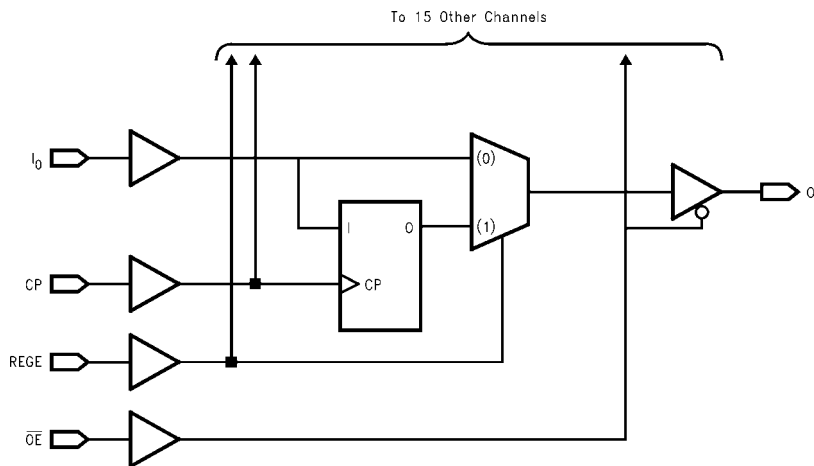 To 15 Other Channels
I0
(0)
O
I O
(1)
CP
CP
REGE
OE